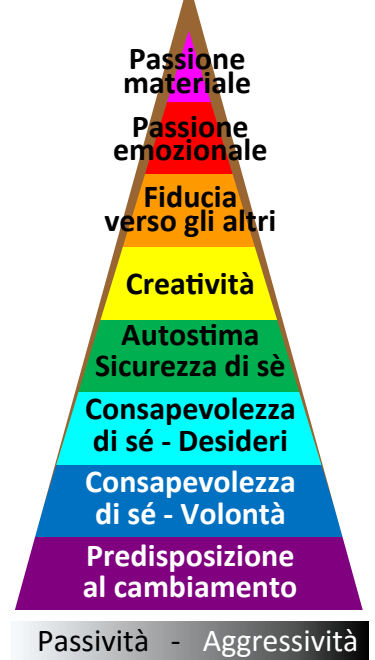 Passione
materiale
Passione
emozionale
Fiducia
verso gli altri
Creatività
Autostima
Sicurezza di sè
Consapevolezza
di sé - Desideri
Consapevolezza
di sé - Volontà
Predisposizione
al cambiamento
Passività - Aggressività